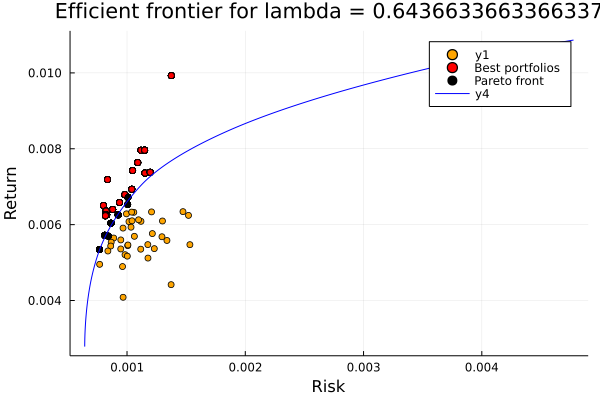 Efficient frontier for lambda = 0.6436633663366337
y1
Best portfolios
Pareto front
y4
0.010
0.008
0.006
0.004
Return
0.001
0.002
0.003
0.004
Risk